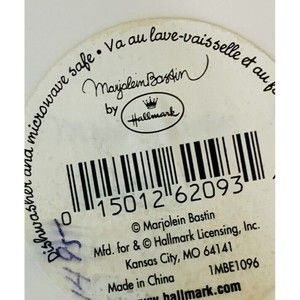 Dishwasher and microwave safe • Va au lave-vaisselle et au
Marjolein Bastin
by
Hallmark
0 15012 62093
© Marjolein Bastin
Mfd. for & © Hallmark Licensing, Inc.
Kansas City, MO 64141
Made in China 1MBE1096
www.hallmark.com